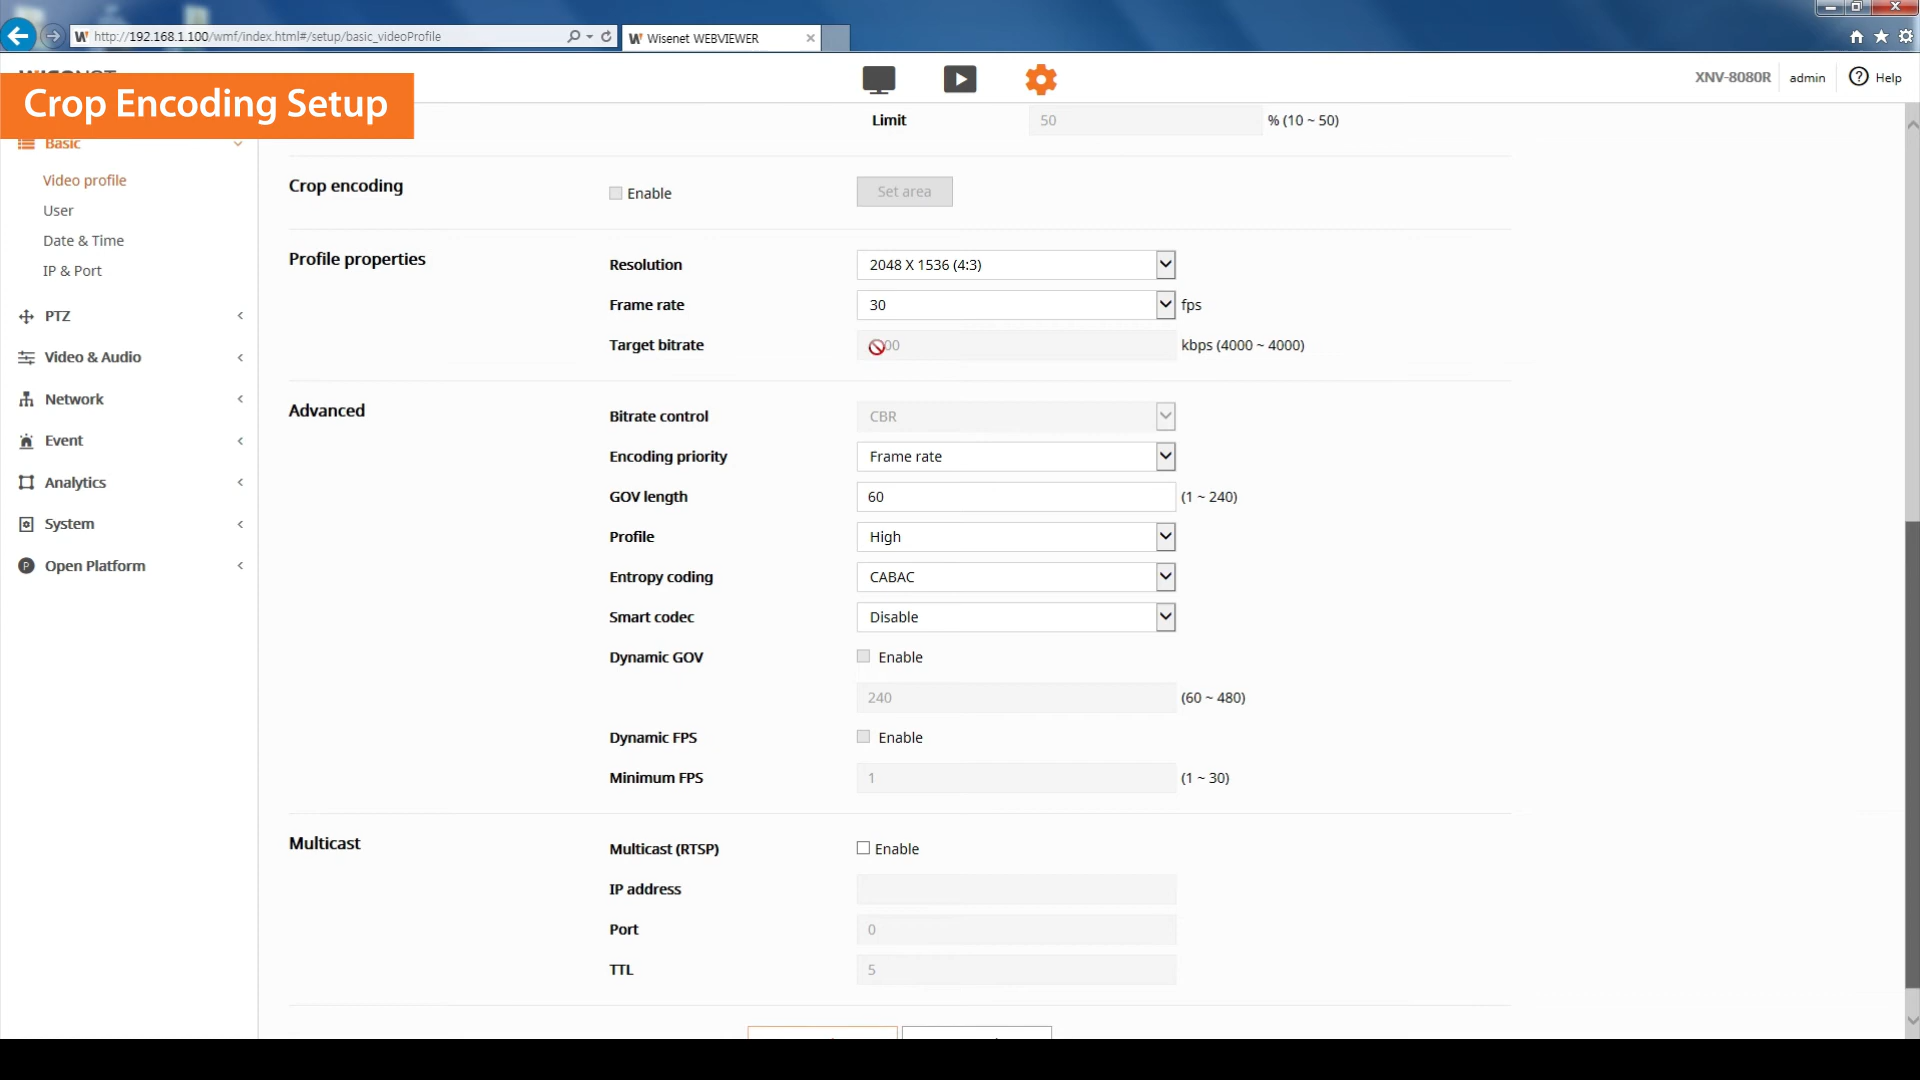 http://192.168.1.100/wmf/index.html#/setup/basic_videoProfile
Wisenet WEBVIEWER
Crop Encoding Setup
XNV-8080R
admin
Help
Basic
Video profile
User
Date & Time
IP & Port
PTZ
Video & Audio
Network
Event
Analytics
System
Open Platform
Limit 50 % (10 ~ 50)
Crop encoding Enable Set area
Profile properties Resolution 2048 X 1536 (4:3)
Frame rate 30 fps
Target bitrate 00 kbps (4000 ~ 4000)
Advanced Bitrate control CBR
Encoding priority Frame rate
GOV length 60 (1 ~ 240)
Profile High
Entropy coding CABAC
Smart codec Disable
Dynamic GOV Enable
240 (60 ~ 480)
Dynamic FPS Enable
Minimum FPS 1 (1 ~ 30)
Multicast Multicast (RTSP) Enable
IP address
Port 0
TTL 5